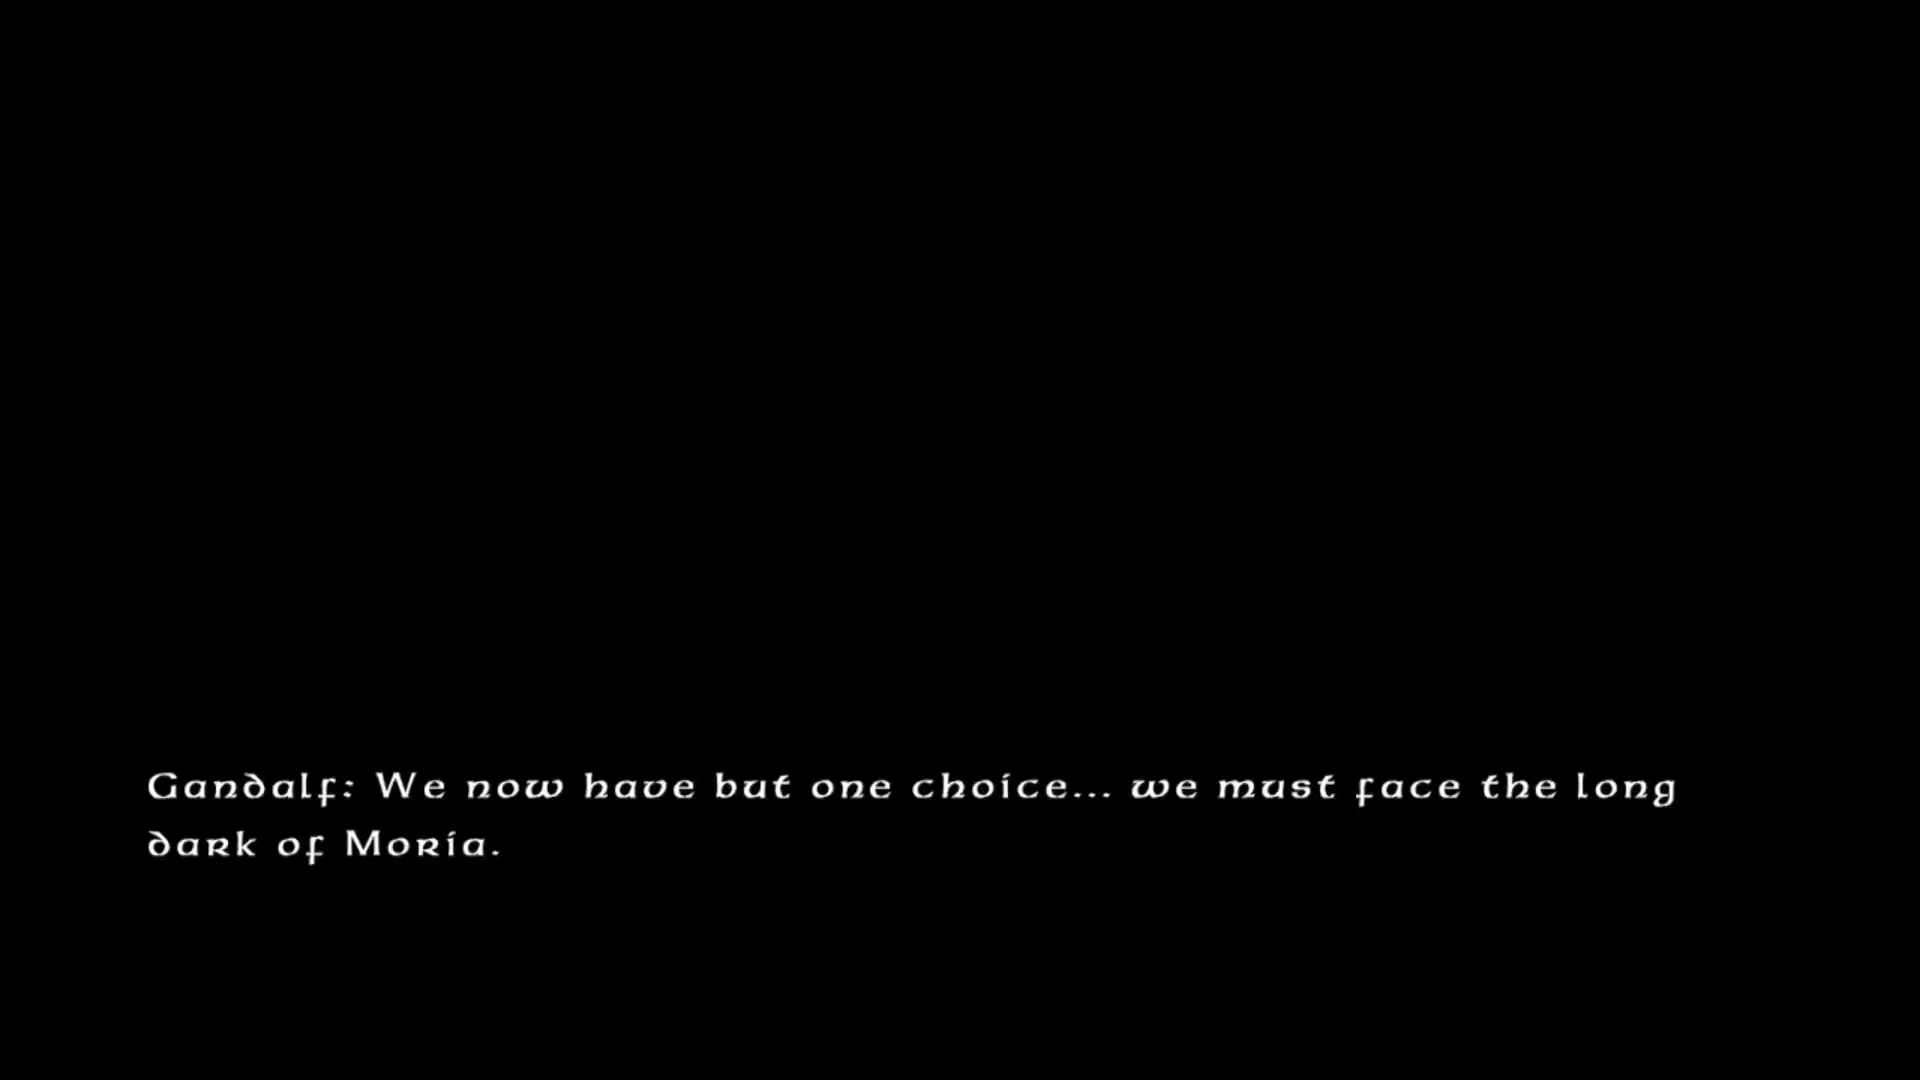 Gandalf: We now have but one choice... we must face the long
dark of Moria.